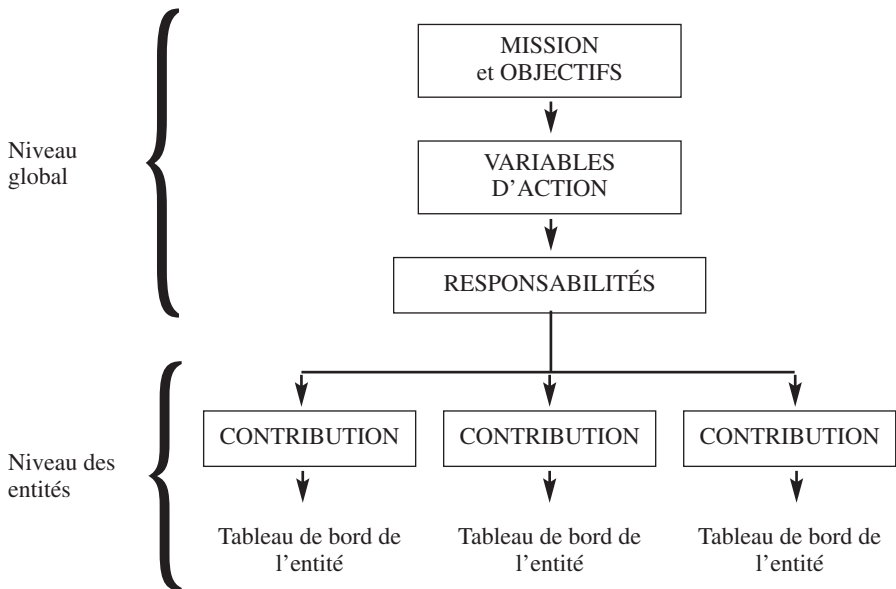 MISSION
et OBJECTIFS
Niveau
global
VARIABLES
D’ACTION
RESPONSABILITÉS
CONTRIBUTION
CONTRIBUTION
CONTRIBUTION
Niveau des
entités
Tableau de bord de
l’entité
Tableau de bord de
l’entité
Tableau de bord de
l’entité